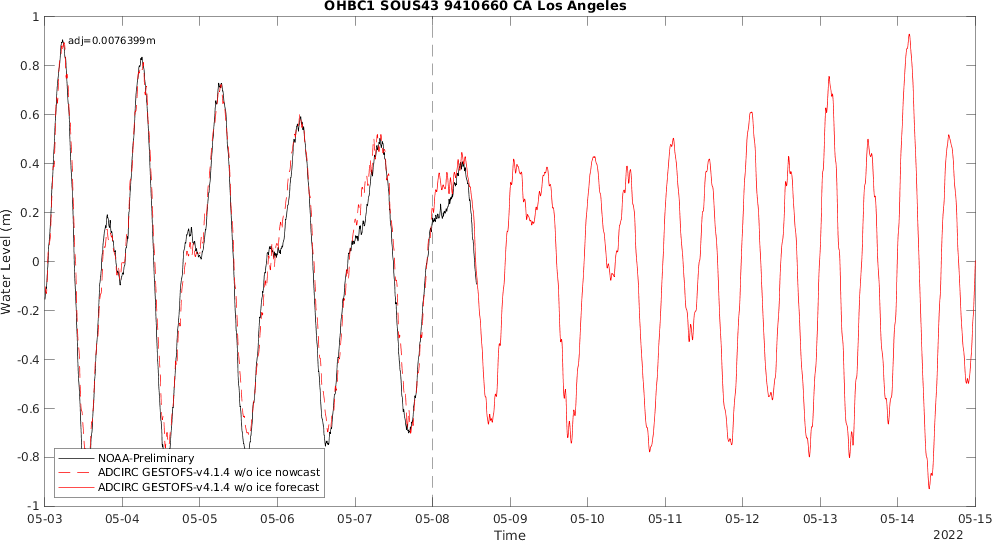 OHBC1 SOUS43 9410660 CA Los Angeles
adj=0.0076399m
1
0.8
0.6
0.4
0.2
0
-0.2
-0.4
-0.6
-0.8
-1
Water Level (m)
NOAA-Preliminary
ADCIRC GESTOFS-v4.1.4 w/o ice nowcast
ADCIRC GESTOFS-v4.1.4 w/o ice forecast
05-03 05-04 05-05 05-06 05-07 05-08 05-09 05-10 05-11 05-12 05-13 05-14 05-15
Time
2022